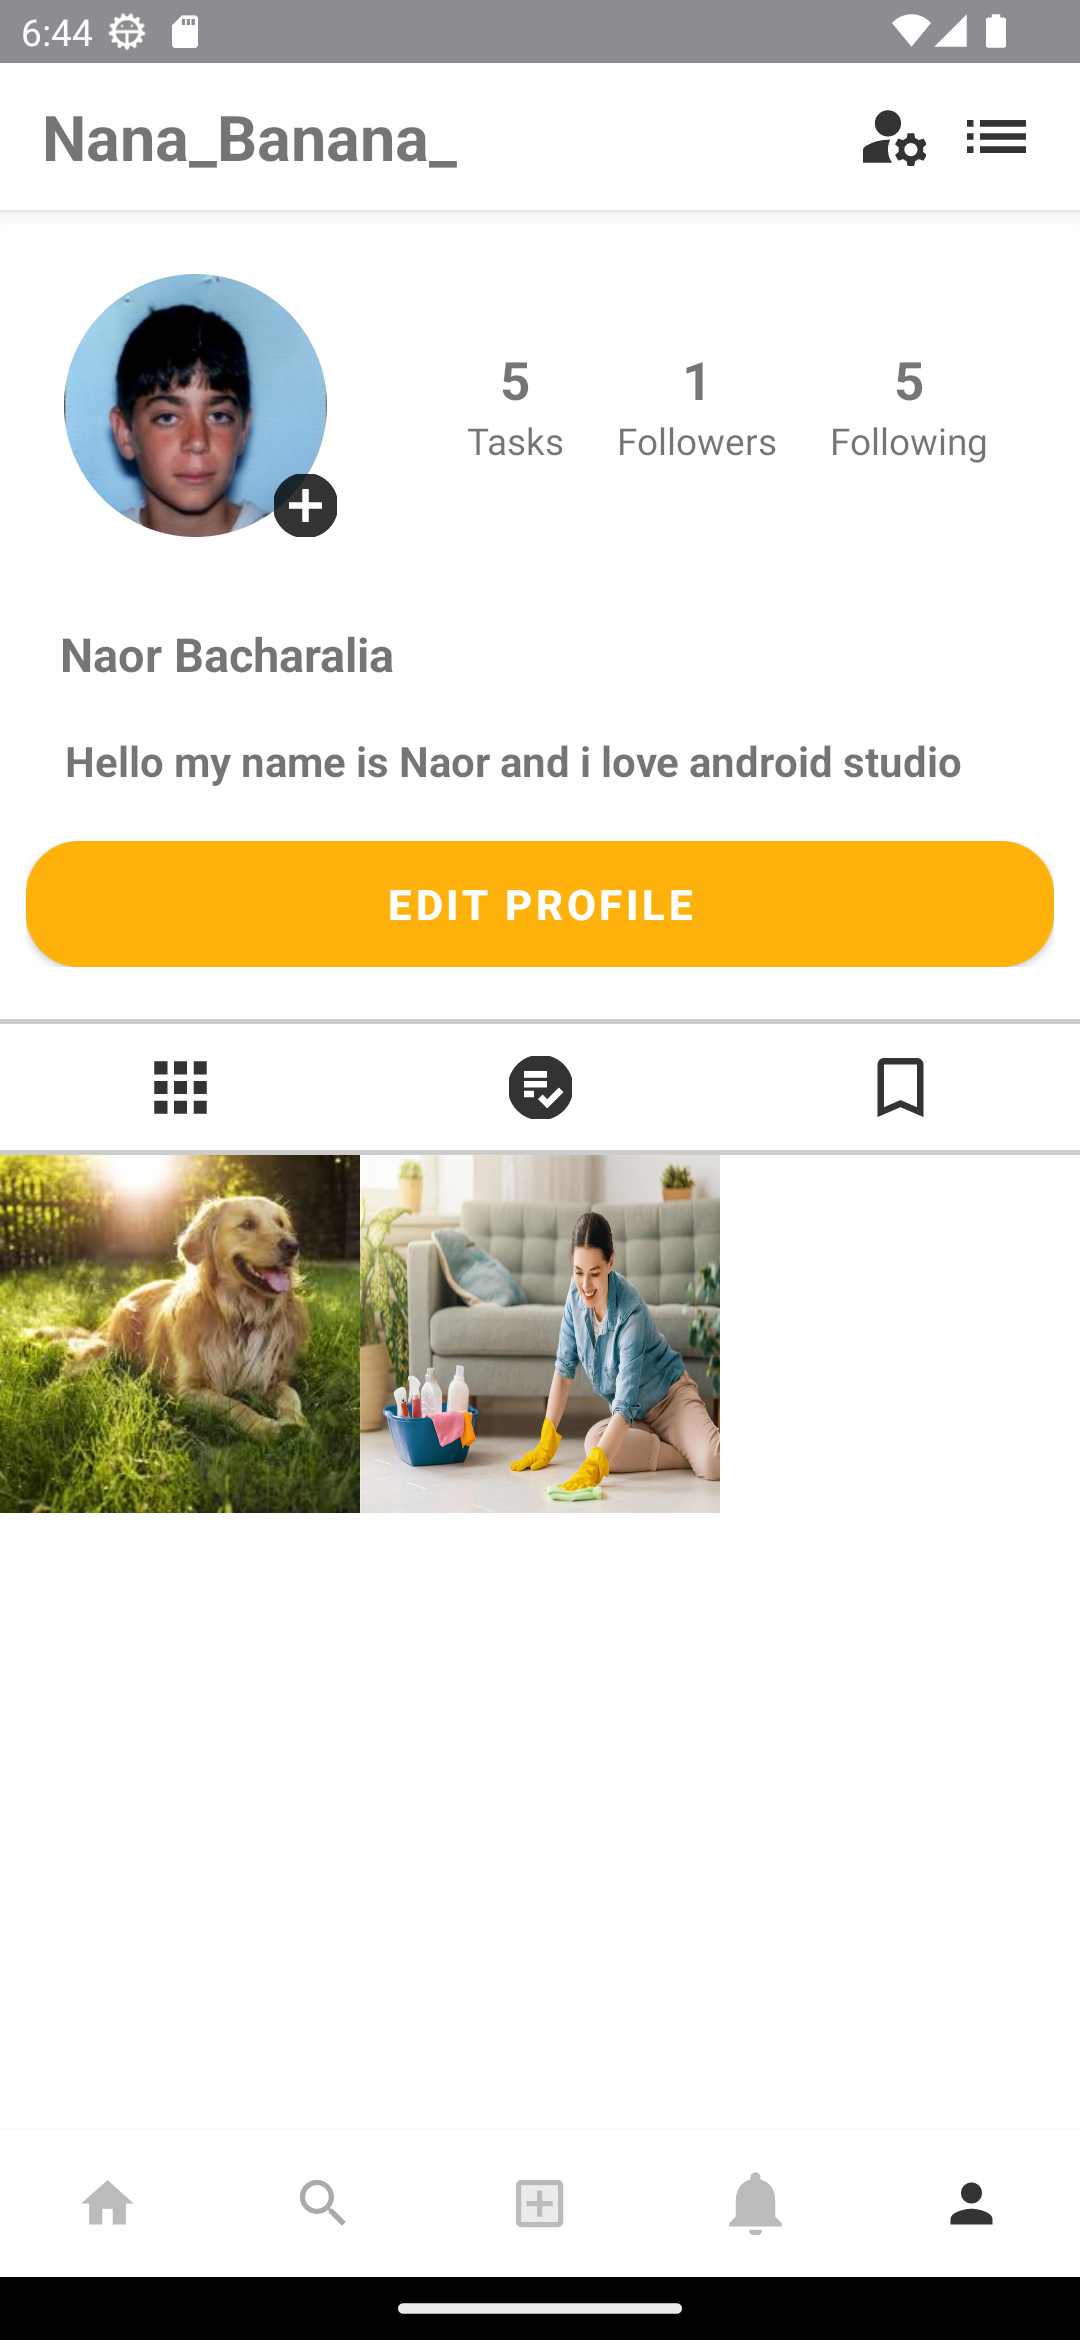 6:44
Nana_Banana_
5 1 5
Tasks Followers Following
Naor Bacharalia
Hello my name is Naor and i love android studio
EDIT PROFILE